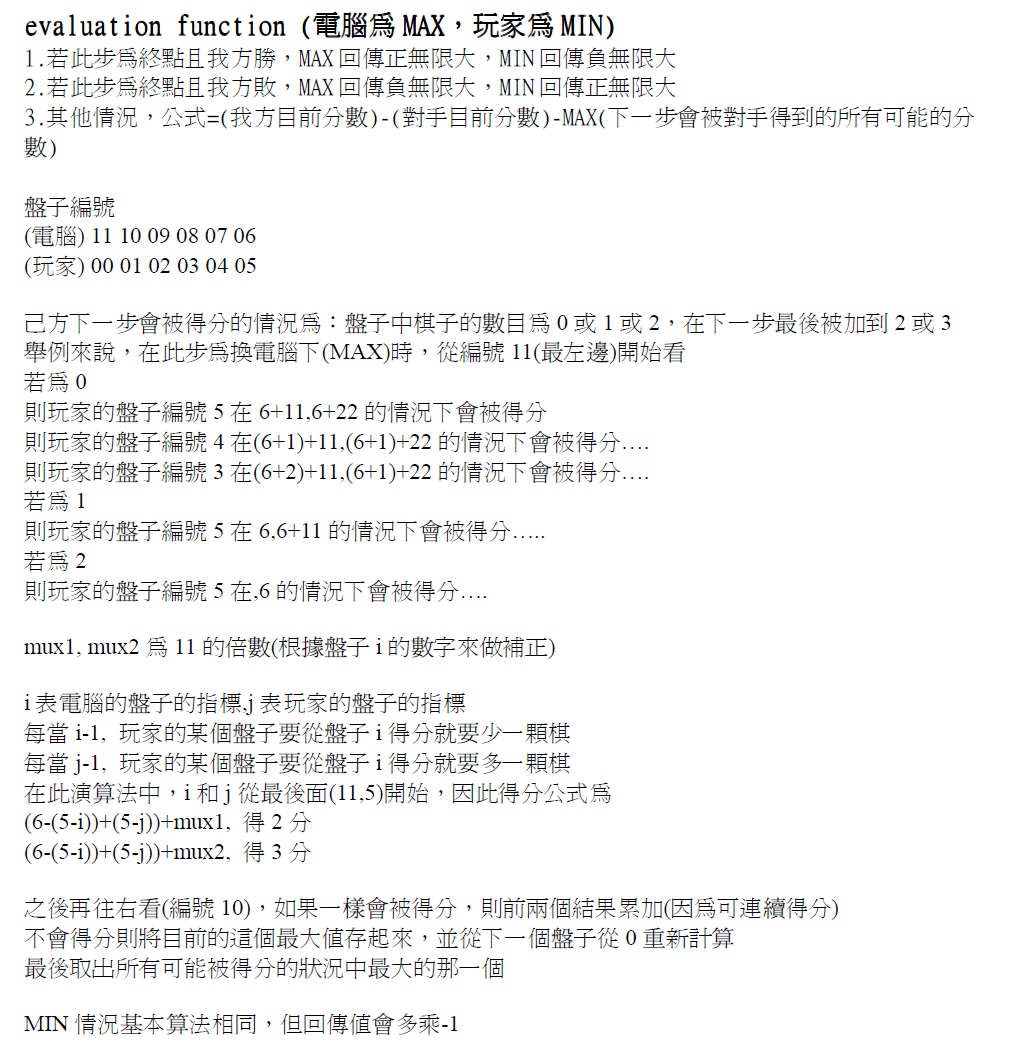 evaluation function (電腦為 MAX，玩家為 MIN)
1.若此步為終點且我方勝，MAX 回傳正無限大，MIN 回傳負無限大
2.若此步為終點且我方敗，MAX 回傳負無限大，MIN 回傳正無限大
3.其他情況，公式=(我方目前分數)-(對手目前分數)-MAX(下一步會被對手得到的所有可能的分
數)
盤子編號
(電腦) 11 10 09 08 07 06
(玩家) 00 01 02 03 04 05
己方下一步會被得分的情況為：盤子中棋子的數目為 0 或 1 或 2，在下一步最後被加到 2 或 3
舉例來說，在此步為換電腦下(MAX)時，從編號 11(最左邊)開始看
若為 0
則玩家的盤子編號 5 在 6+11,6+22 的情況下會被得分
則玩家的盤子編號 4 在(6+1)+11,(6+1)+22 的情況下會被得分….
則玩家的盤子編號 3 在(6+2)+11,(6+1)+22 的情況下會被得分….
若為 1
則玩家的盤子編號 5 在 6,6+11 的情況下會被得分…..
若為 2
則玩家的盤子編號 5 在,6 的情況下會被得分….
mux1, mux2 為 11 的倍數(根據盤子 i 的數字來做補正)
i 表電腦的盤子的指標,j 表玩家的盤子的指標
每當 i-1, 玩家的某個盤子要從盤子 i 得分就要少一顆棋
每當 j-1, 玩家的某個盤子要從盤子 i 得分就要多一顆棋
在此演算法中，i 和 j 從最後面(11,5)開始，因此得分公式為
(6-(5-i))+(5-j))+mux1, 得 2 分
(6-(5-i))+(5-j))+mux2, 得 3 分
之後再往右看(編號 10)，如果一樣會被得分，則前兩個結果累加(因為可連續得分)
不會得分則將目前的這個最大值存起來，並從下一個盤子從 0 重新計算
最後取出所有可能被得分的狀況中最大的那一個
MIN 情況基本算法相同，但回傳值會多乘-1